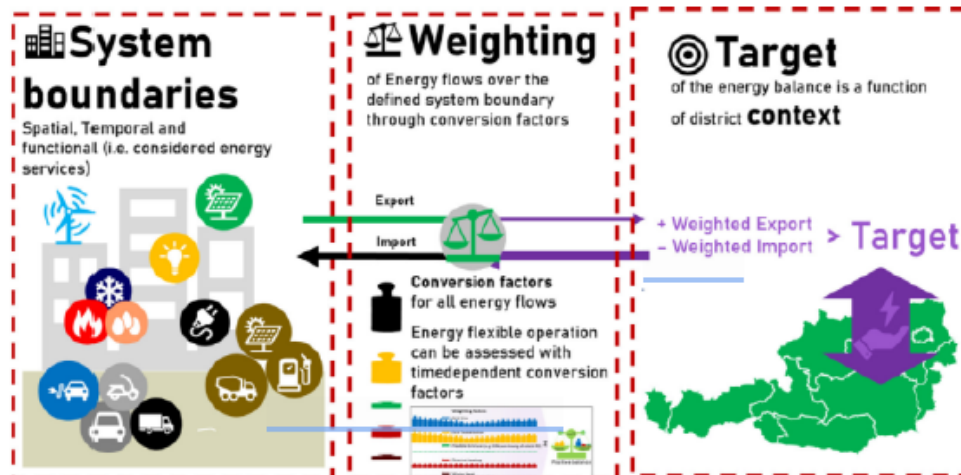 System
boundaries
Spatial, Temporal and
functional (i.e. considered energy
services)
Weighting
of Energy flows over the
defined system boundary
through conversion factors
Export
Import
Conversion factors
for all energy flows
Energy flexible operation
can be assessed with
timedependent conversion
factors
Target
of the energy balance is a function
of district context
+ Weighted Export
− Weighted Import
> Target